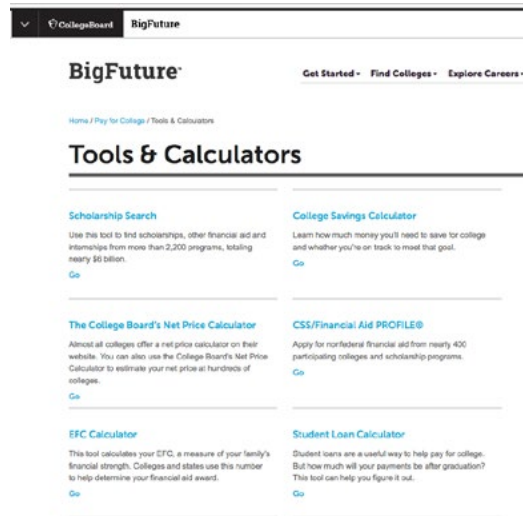 CollegeBoard BigFuture
BigFuture
Get Started Find Colleges Explore Careers
Home / Pay for College / Tools & Calculators
Tools & Calculators
Scholarship Search
Use this tool to find scholarships, other financial aid and
internships from more than 2,200 programs, totaling
nearly $6 billion.
Go
College Savings Calculator
Learn how much money you'll need to save for college
and whether you're on track to meet that goal.
Go
The College Board's Net Price Calculator
Almost all colleges offer a net price calculator on their
website. You can also use the College Board's Net Price
Calculator to estimate your net price at hundreds of
colleges.
Go
CSS/Financial Aid PROFILE®
Apply for nonfederal financial aid from nearly 400
participating colleges and scholarship programs.
Go
EFC Calculator
This tool calculates your EFC, a measure of your family's
financial strength. Colleges and states use this number
to help determine your financial aid award.
Go
Student Loan Calculator
Student loans are a useful way to help pay for college.
But how much will your payments be after graduation?
This tool can help you figure it out.
Go